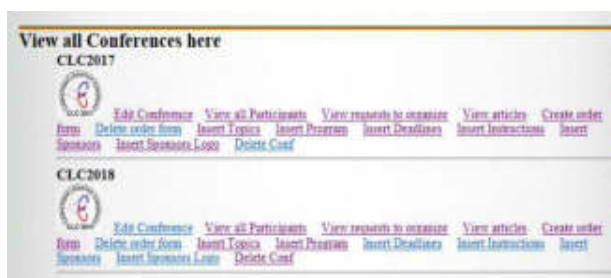 View all Conferences here
CLC2017
Edit Conference View all Participants View requests to organize View articles Create order
form Delete order form Insert Topics Insert Program Insert Deadlines Insert Instructions Insert
Sponsors Insert Sponsors Logo Delete Conf
CLC2018
Edit Conference View all Participants View requests to organize View articles Create order
form Delete order form Insert Topics Insert Program Insert Deadlines Insert Instructions Insert
Sponsors Insert Sponsors Logo Delete Conf